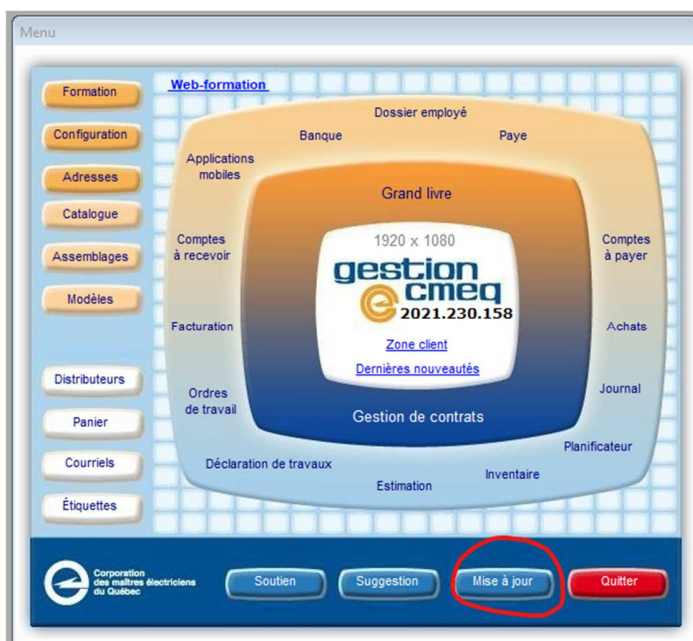 Menu
Formation
Configuration
Adresses
Catalogue
Assemblages
Modèles
Distributeurs
Panier
Courriels
Étiquettes
Web-formation
Dossier employé
Banque
Paye
Applications
mobiles
Grand livre
Comptes
à recevoir
1920 x 1080
gestion
cmeq
2021.230.158
Zone client
Dernières nouveautés
Comptes
à payer
Facturation
Achats
Ordres
de travail
Gestion de contrats
Journal
Déclaration de travaux
Estimation
Inventaire
Planificateur
Corporation
des maîtres électriciens
du Québec
Soutien
Suggestion
Mise à jour
Quitter